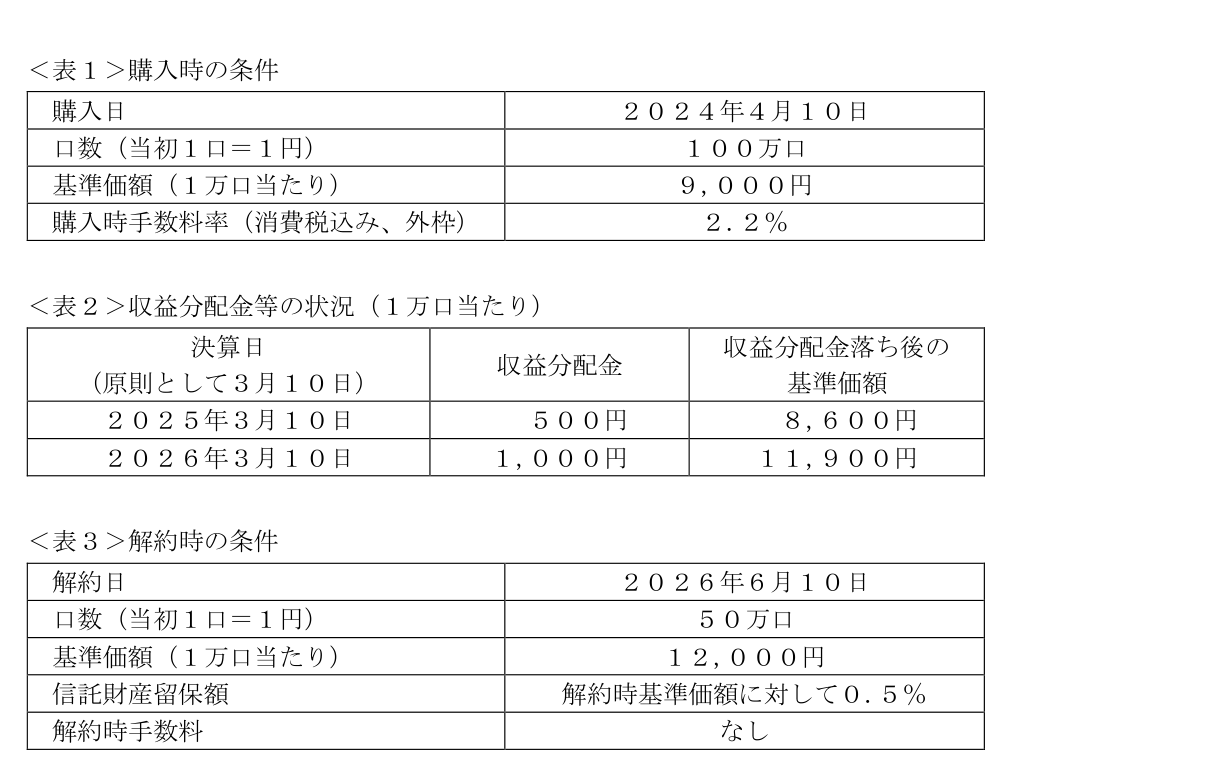 ＜表１＞購入時の条件
購入日 ２０２４年４月１０日
口数（当初１口＝１円） １００万口
基準価額（１万口当たり） ９,０００円
購入時手数料率（消費税込み、外枠） ２.２％
＜表２＞収益分配金等の状況（１万口当たり）
決算日 収益分配金 収益分配金落ち後の
（原則として３月１０日） 基準価額
２０２５年３月１０日 ５００円 ８,６００円
２０２６年３月１０日 １,０００円 １１,９００円
＜表３＞解約時の条件
解約日 ２０２６年６月１０日
口数（当初１口＝１円） ５０万口
基準価額（１万口当たり） １２,０００円
信託財産留保額 解約時基準価額に対して０.５％
解約時手数料 なし